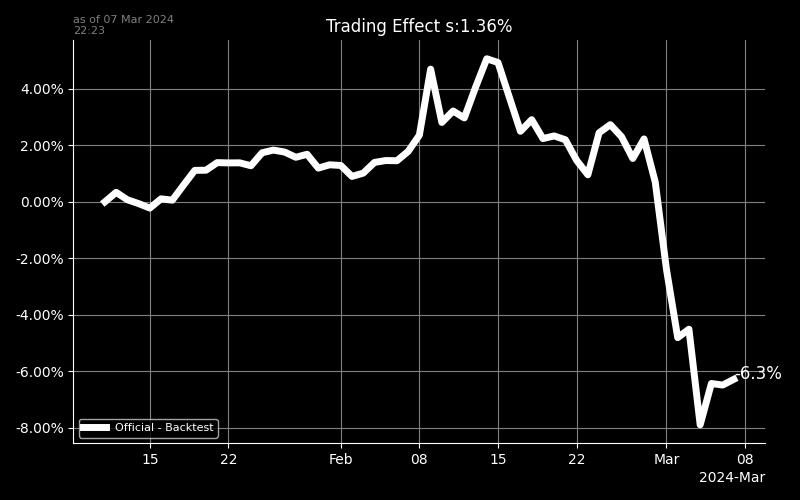 as of 07 Mar 2024
22:23
Trading Effect s:1.36%
4.00%
2.00%
0.00%
-2.00%
-4.00%
-6.00%
-8.00%
-6.3%
Official - Backtest
15 22 Feb 08 15 22 Mar 08
2024-Mar